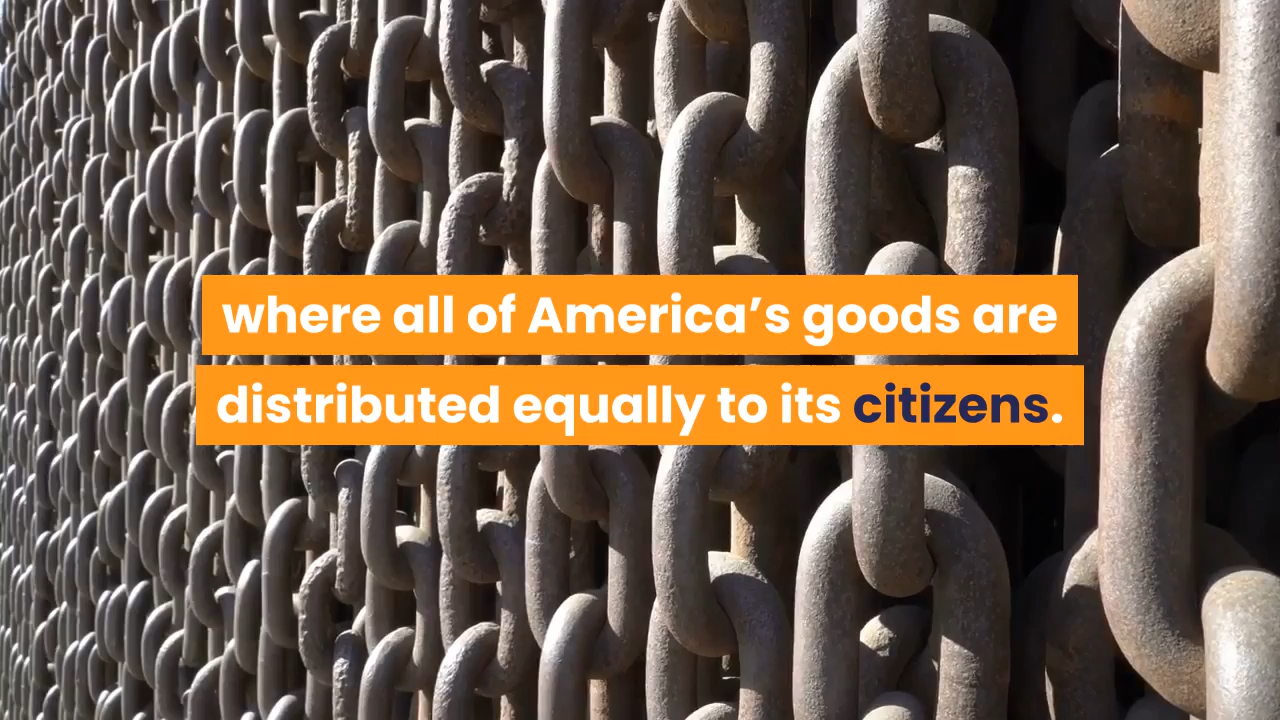 where all of America’s goods are
distributed equally to its citizens.